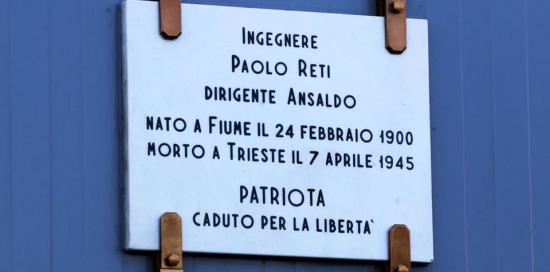 Ingegnere
Paolo Reti
dirigente Ansaldo
nato a Fiume il 24 febbraio 1900
morto a Trieste il 7 aprile 1945
patriota
caduto per la libertà